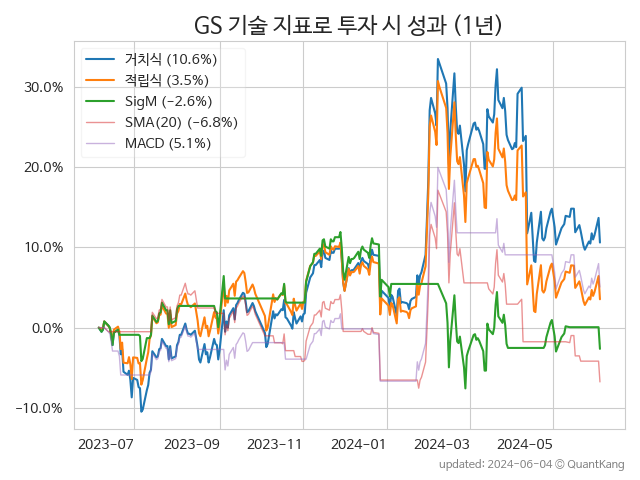 GS 기술 지표로 투자 시 성과 (1년)
거치식 (10.6%)
적립식 (3.5%)
SigM (−2.6%)
SMA(20) (−6.8%)
MACD (5.1%)
30.0%
20.0%
10.0%
0.0%
−10.0%
2023-07 2023-09 2023-11 2024-01 2024-03 2024-05
updated: 2024-06-04 © QuantKang